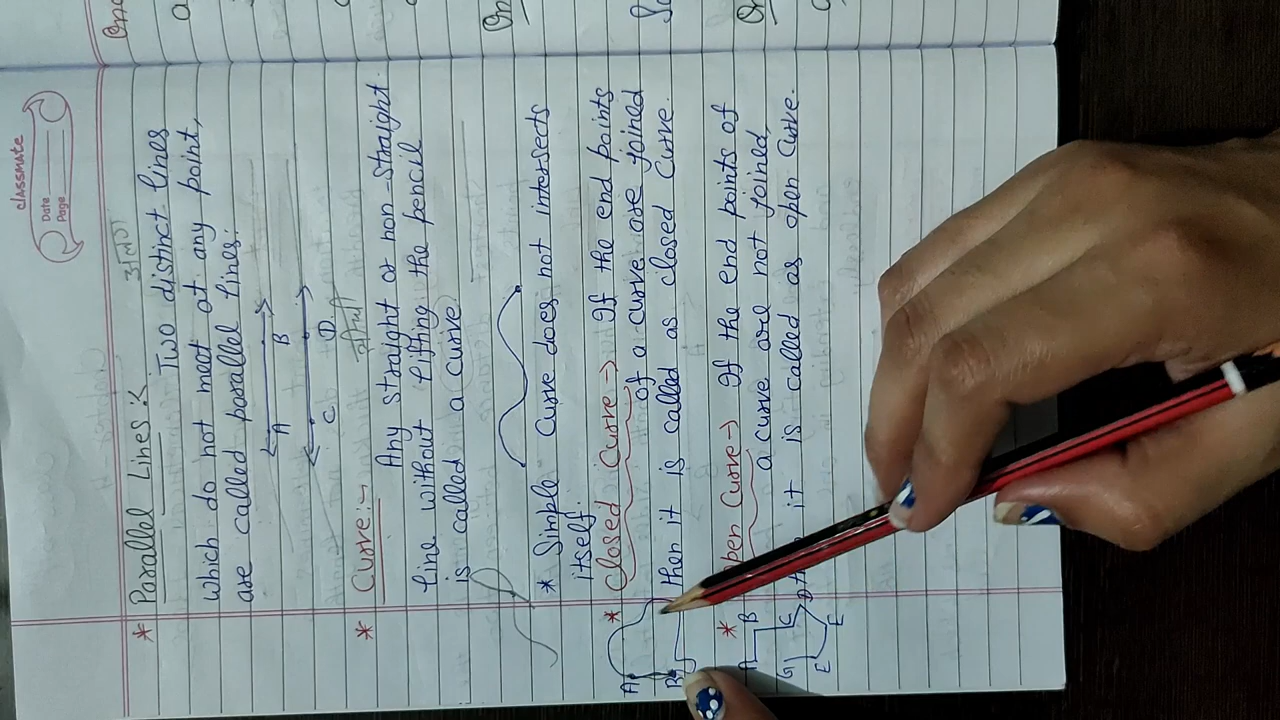 classmate
Date
Page
* Parallel Lines :-
Two distinct lines
which do not meet at any point,
are called parallel lines.
A B
C D
* Curve:-
Any straight or non-straight
line without lifting the pencil
is called a curve
* Simple curve does not intersects
itself.
* Closed Curve → If the end points
of a curve are joined
then it is called as closed curve.
A
B
pen Curve → If the end points of
a curve are not joined,
it is called as open curve.
A B
G C D
E E